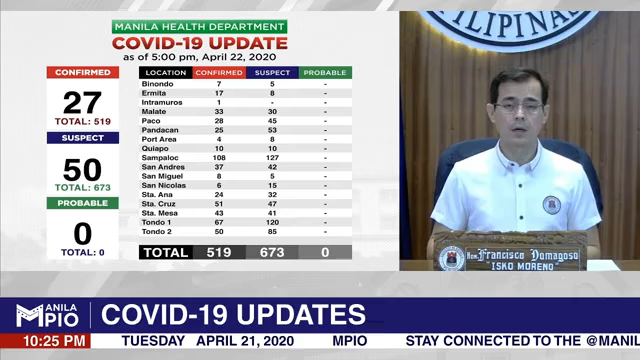 MANILA HEALTH DEPARTMENT
COVID-19 UPDATE
as of 5:00 pm, April 22, 2020
CONFIRMED
27
TOTAL: 519
SUSPECT
50
TOTAL: 673
PROBABLE
0
TOTAL: 0
LOCATION CONFIRMED SUSPECT PROBABLE
Binondo 7 5 -
Ermita 17 8 -
Intramuros 1 - -
Malate 33 30 -
Paco 28 45 -
Pandacan 25 53 -
Port Area 4 8 -
Quiapo 10 10 -
Sampaloc 108 127 -
San Andres 37 42 -
San Miguel 8 5 -
San Nicolas 6 15 -
Sta. Ana 24 32 -
Sta. Cruz 51 47 -
Sta. Mesa 43 41 -
Tondo 1 67 120 -
Tondo 2 50 85 -
TOTAL 519 673 0
PILIPINAS
Hon. Francisco Domagoso
ISKO MORENO
MANILA
MPIO
COVID-19 UPDATES
10:25 PM TUESDAY APRIL 21, 2020 MPIO STAY CONNECTED TO THE @MANIL